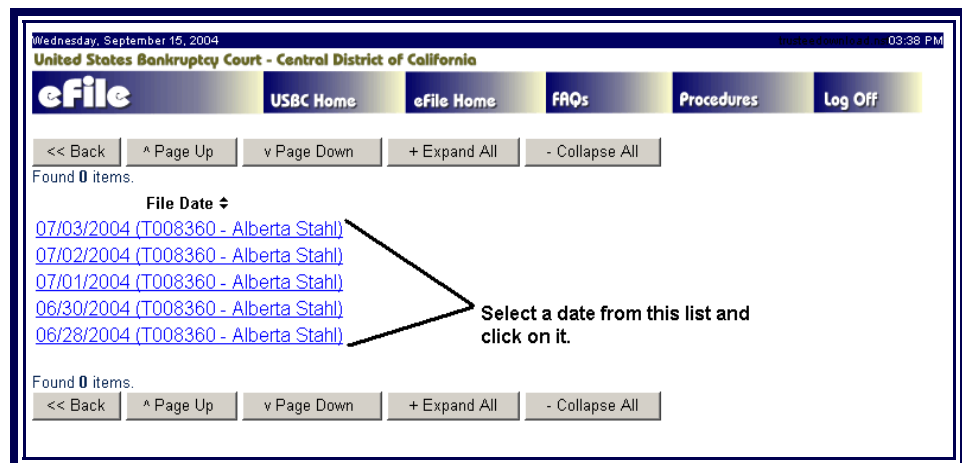 Wednesday, September 15, 2004 03:38 PM
United States Bankruptcy Court - Central District of California
eFile USBC Home eFile Home FAQs Procedures Log Off
<< Back ^ Page Up v Page Down + Expand All - Collapse All
Found 0 items.
File Date
07/03/2004 (T008360 - Alberta Stahl)
07/02/2004 (T008360 - Alberta Stahl)
07/01/2004 (T008360 - Alberta Stahl)
06/30/2004 (T008360 - Alberta Stahl)
06/28/2004 (T008360 - Alberta Stahl)
Select a date from this list and
click on it.
Found 0 items.
<< Back ^ Page Up v Page Down + Expand All - Collapse All